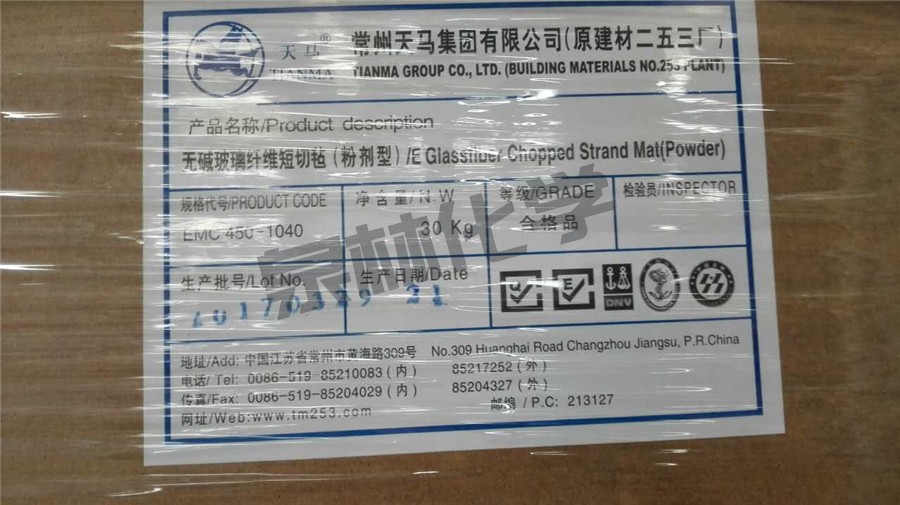 天马®
TIANMA
常州天马集团有限公司(原建材二五三厂)
TIANMA GROUP CO., LTD. (BUILDING MATERIALS NO.253 PLANT)
产品名称/Product description
无碱玻璃纤维短切毡(粉剂型)/E Glassfiber Chopped Strand Mat(Powder)
规格代号/PRODUCT CODE
EMC 450-1040
净含量/N.W
30 Kg
等级/GRADE
合格品
检验员/INSPECTOR
生产批号/Lot No.
生产日期/Date
21
DNV
地址/Add: 中国江苏省常州市黄海路309号 No.309 Huanghai Road Changzhou Jiangsu, P.R.China
电话/ Tel: 0086-519-85210083(内) 85217252(外)
传真/Fax: 0086-519-85204029(内) 85204327(外)
网址/Web:www.tm253.com 邮编/P.C: 213127
泉林化学